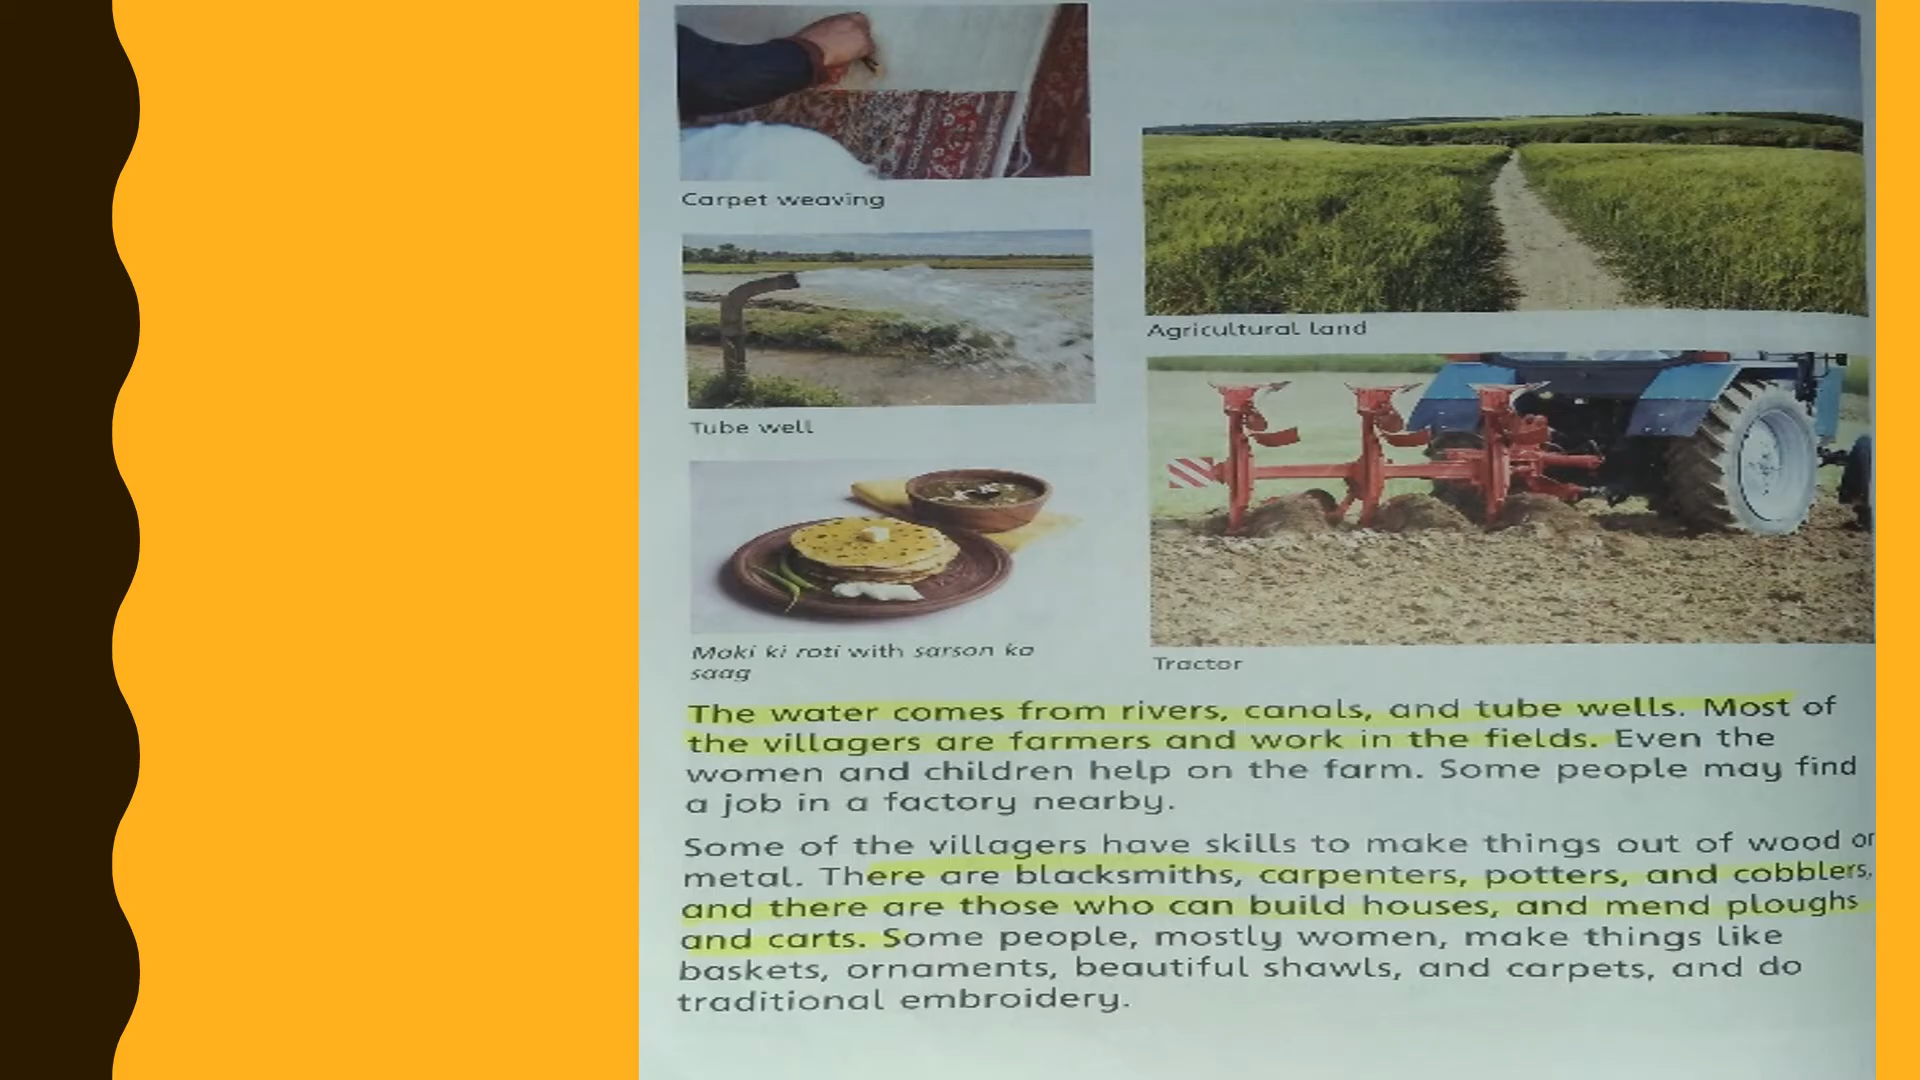 Carpet weaving
Agricultural land
Tube well
Maki ki roti with sarson ka
saag
Tractor
The water comes from rivers, canals, and tube wells. Most of
the villagers are farmers and work in the fields. Even the
women and children help on the farm. Some people may find
a job in a factory nearby.
Some of the villagers have skills to make things out of wood or
metal. There are blacksmiths, carpenters, potters, and cobblers,
and there are those who can build houses, and mend ploughs
and carts. Some people, mostly women, make things like
baskets, ornaments, beautiful shawls, and carpets, and do
traditional embroidery.